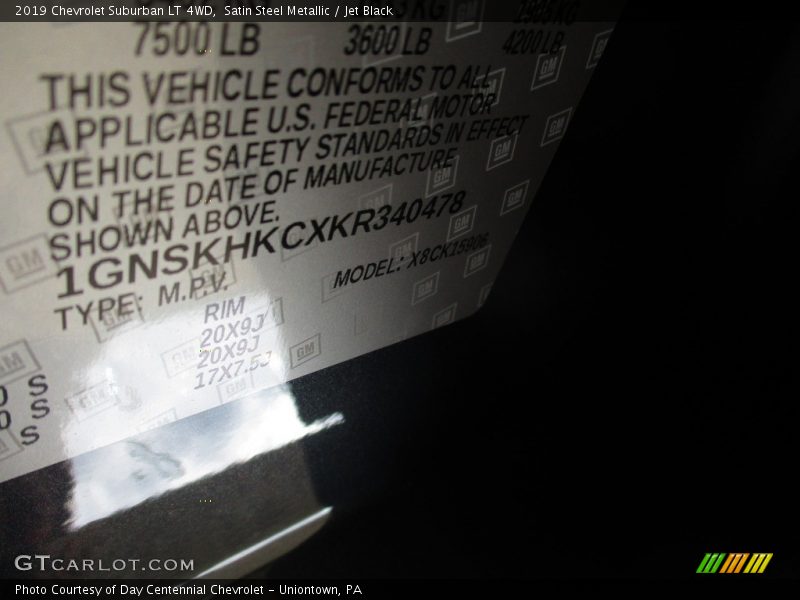 2019 Chevrolet Suburban LT 4WD, Satin Steel Metallic / Jet Black
7500 LB 3600 LB 4200 LB
THIS VEHICLE CONFORMS TO ALL
APPLICABLE U.S. FEDERAL MOTOR
VEHICLE SAFETY STANDARDS IN EFFECT
ON THE DATE OF MANUFACTURE
SHOWN ABOVE.
1GNSKHKCXKR340478
TYPE: M.P.V. MODEL: X8CK15906
RIM
20X9J
20X9J
17X7.5J
S
S
S
GM
GTCARLOT.COM
Photo Courtesy of Day Centennial Chevrolet - Uniontown, PA